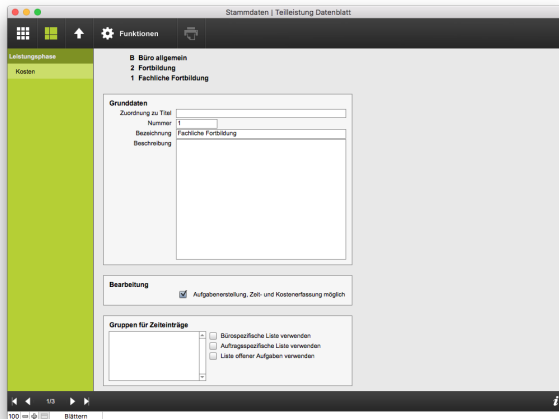 Stammdaten | Teilleistung Datenblatt
Funktionen
Leistungsphase
Kosten
B Büro allgemein
2 Fortbildung
1 Fachliche Fortbildung
Grunddaten
Zuordnung zu Titel
Nummer 1
Bezeichnung Fachliche Fortbildung
Beschreibung
Bearbeitung
Aufgabenerstellung, Zeit- und Kostenerfassung möglich
Gruppen für Zeiteinträge
Bürospezifische Liste verwenden
Auftragsspezifische Liste verwenden
Liste offener Aufgaben verwenden
1/3
i
100 Blättern